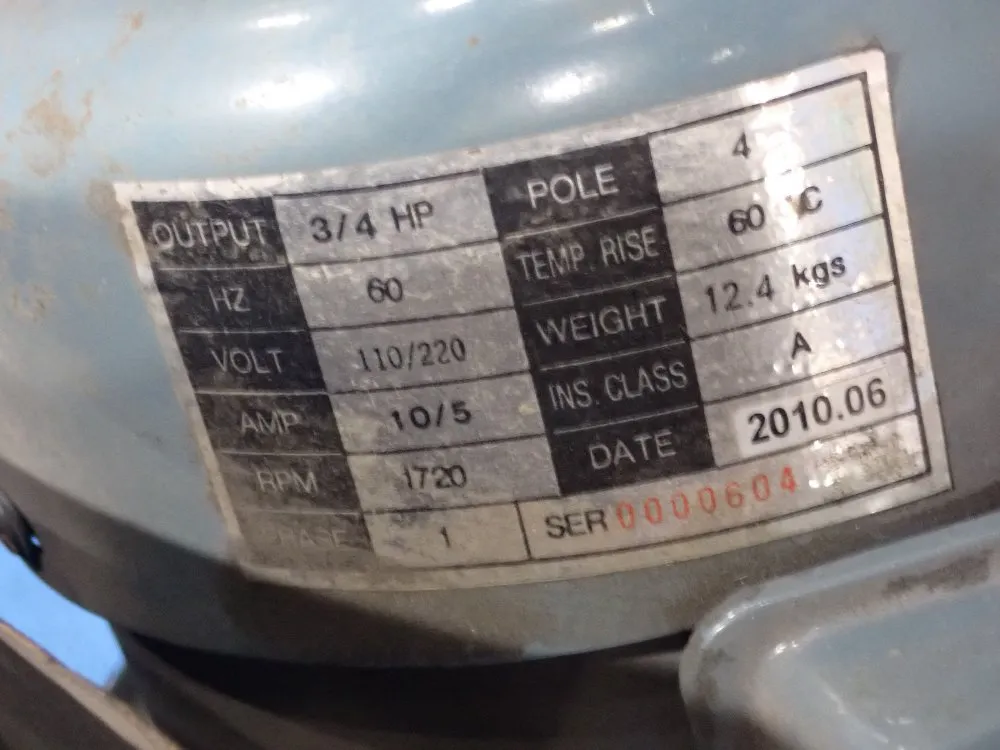 OUTPUT 3/4 HP POLE 4
HZ 60 TEMP. RISE 60 °C
VOLT 110/220 WEIGHT 12.4 kgs
AMP 10/5 INS. CLASS A
RPM 1720 DATE 2010.06
1 SER 0000604